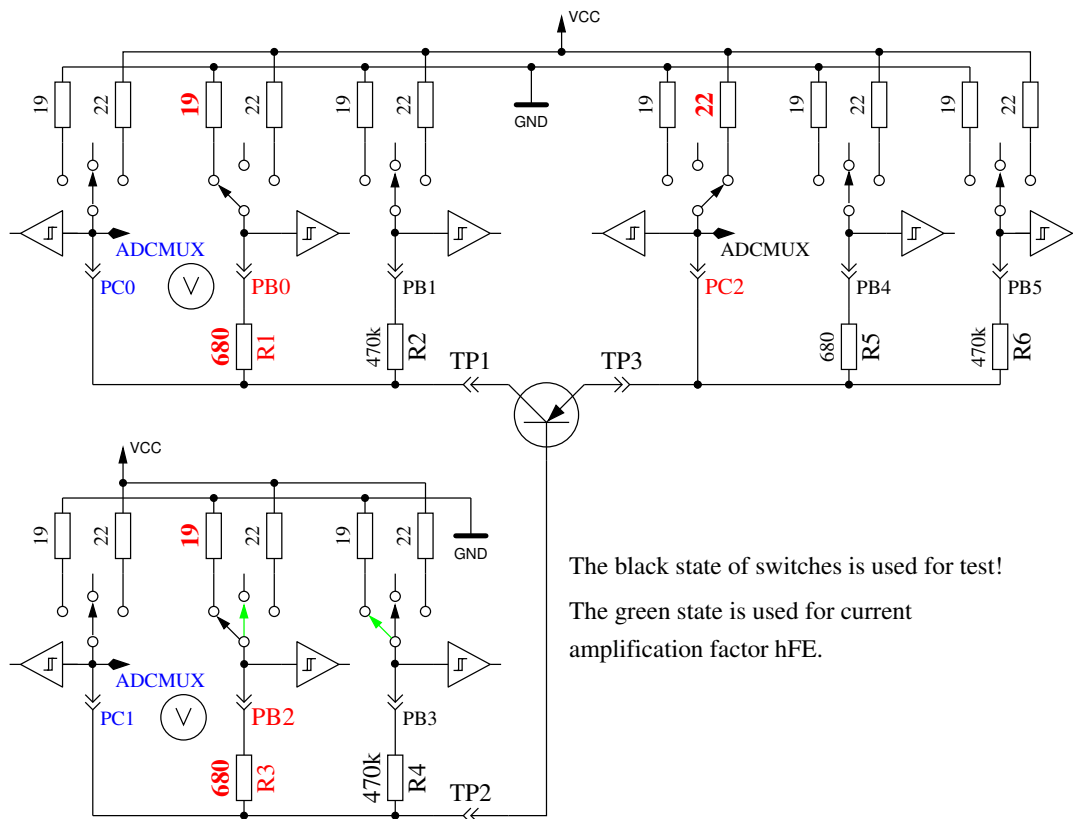 VCC
19
22
19
22
19
22
GND
19
22
19
22
19
22
ADCMUX
PC0
V
PB0
PB1
ADCMUX
PC2
PB4
PB5
680
R1
470k
R2
680
R5
470k
R6
TP1
TP3
VCC
19
22
19
22
19
22
GND
The black state of switches is used for test!
The green state is used for current
amplification factor hFE.
ADCMUX
PC1
V
PB2
PB3
680
R3
470k
R4
TP2